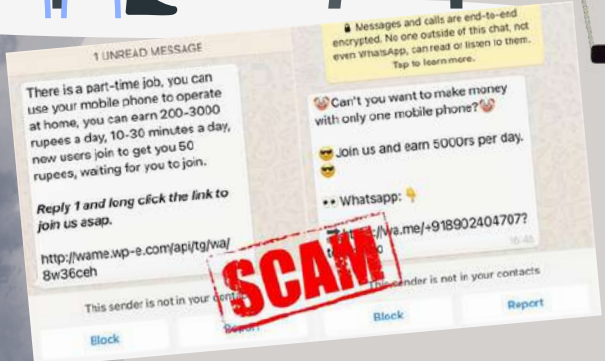 1 UNREAD MESSAGE
There is a part-time job, you can
use your mobile phone to operate
at home, you can earn 200-3000
rupees a day, 10-30 minutes a day,
new users join to get you 50
rupees, waiting for you to join.
Reply 1 and long click the link to
join us asap.
http://wame.wp-e.com/api/tg/wa/
8w36ceh
This sender is not in your
Block
Report
Messages and calls are end-to-end
encrypted. No one outside of this chat, not
even WhatsApp, can read or listen to them.
Tap to learn more.
🤡Can't you want to make money
with only one mobile phone?🤡
😎Join us and earn 5000rs per day.
😎
👀Whatsapp:👇
/wa.me/+918902404707?
16:48
This sender is not in your contacts
Block
Report
SCAM